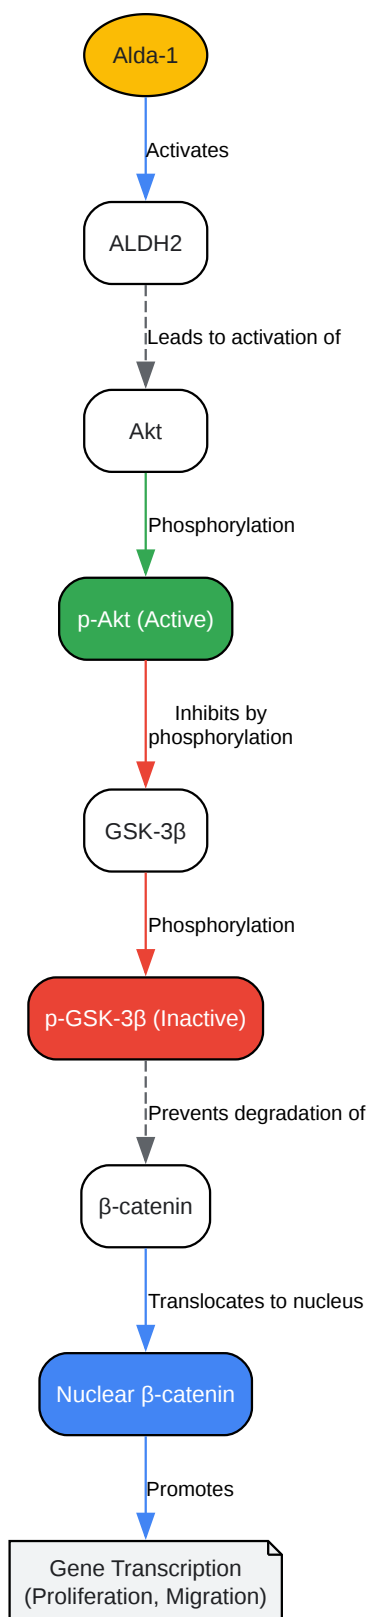 Alda-1
Activates
ALDH2
Leads to activation of
Akt
Phosphorylation
p-Akt (Active)
Inhibits by
phosphorylation
GSK-3β
Phosphorylation
p-GSK-3β (Inactive)
Prevents degradation of
β-catenin
Translocates to nucleus
Nuclear β-catenin
Promotes
Gene Transcription
(Proliferation, Migration)